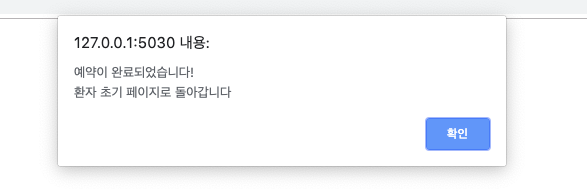 127.0.0.1:5030 내용:
예약이 완료되었습니다!
환자 초기 페이지로 돌아갑니다
확인